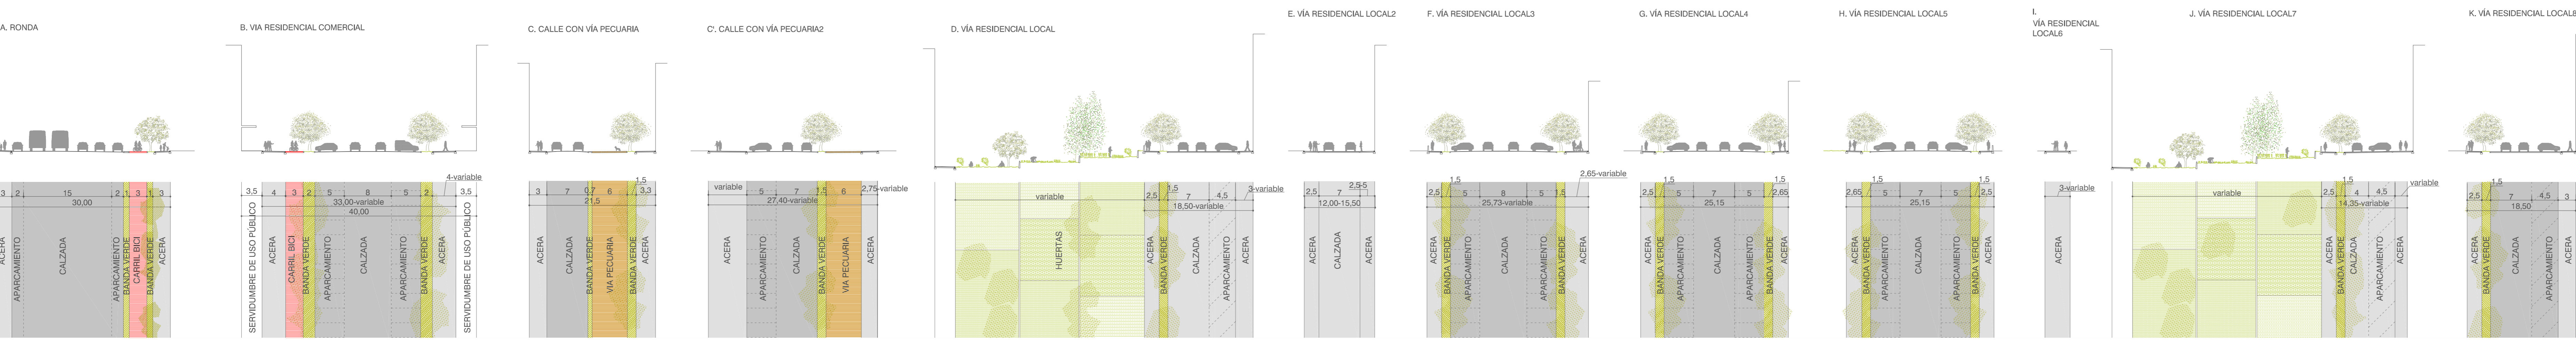 A. RONDA
3 2 15 2 1 3 1 3
30,00
ACERA
APARCAMIENTO
CALZADA
APARCAMIENTO
BANDA VERDE
CARRIL BICI
BANDA VERDE
ACERA
B. VIA RESIDENCIAL COMERCIAL
4-variable
3,5 4 3 2 5 8 5 2 3,5
33,00-variable
40,00
SERVIDUMBRE DE USO PÚBLICO
ACERA
CARRIL BICI
BANDA VERDE
APARCAMIENTO
CALZADA
APARCAMIENTO
BANDA VERDE
ACERA
SERVIDUMBRE DE USO PÚBLICO
C. CALLE CON VÍA PECUARIA
1,5
3 7 0,7 6 3,3
21,5
ACERA
CALZADA
BANDA VERDE
VIA PECUARIA
BANDA VERDE
ACERA
C'. CALLE CON VÍA PECUARIA2
variable 5 7 1,5 6 2,75-variable
27,40-variable
ACERA
APARCAMIENTO
CALZADA
BANDA VERDE
VIA PECUARIA
ACERA
D. VÍA RESIDENCIAL LOCAL
1,5
variable 2,5 7 4,5 3-variable
18,50-variable
HUERTAS
ACERA
BANDA VERDE
CALZADA
APARCAMIENTO
ACERA
E. VÍA RESIDENCIAL LOCAL2
2,5 7 2,5-5
12,00-15,50
ACERA
CALZADA
ACERA
F. VÍA RESIDENCIAL LOCAL3
1,5 2,65-variable
2,5 5 8 5 1,5
25,73-variable
ACERA
BANDA VERDE
APARCAMIENTO
CALZADA
APARCAMIENTO
BANDA VERDE
ACERA
G. VÍA RESIDENCIAL LOCAL4
1,5 1,5
2,5 5 7 5 2,65
25,15
ACERA
BANDA VERDE
APARCAMIENTO
CALZADA
APARCAMIENTO
BANDA VERDE
ACERA
H. VÍA RESIDENCIAL LOCAL5
1,5 1,5
2,65 5 7 5 2,5
25,15
ACERA
BANDA VERDE
APARCAMIENTO
CALZADA
APARCAMIENTO
BANDA VERDE
ACERA
I.
VÍA RESIDENCIAL
LOCAL6
3-variable
ACERA
J. VÍA RESIDENCIAL LOCAL7
1,5
variable 2,5 4 4,5 variable
14,35-variable
ACERA
BANDA VERDE
CALZADA
APARCAMIENTO
ACERA
K. VÍA RESIDENCIAL LOCAL8
1,5
2,5 7 4,5 3
18,50
ACERA
BANDA VERDE
CALZADA
APARCAMIENTO
ACERA